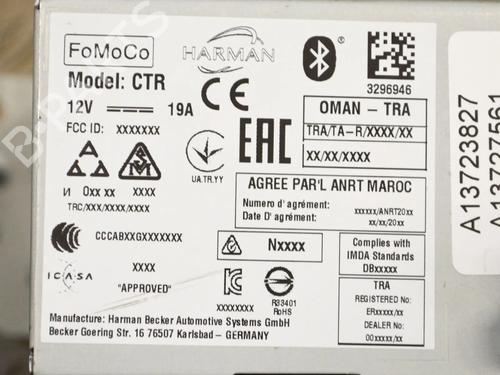 FoMoCo
HARMAN
3296946
Model: CTR
12V 19A
CE
OMAN – TRA
TRA/TA-R/XXXX/XX
XX/XX/XXXX
FCC ID: XXXXXXX
EAC
UA.TR.YY
И 0XX XX XXXX
TRC/XXX/XXXX/XXXX
AGREE PAR'L ANRT MAROC
Numero d'agrément: XXXXXX/ANRT20XX
Date D' agrément: XX/XX/20XX
CCCABXXGXXXXXXX
Nxxxx
Complies with
IMDA Standards
DBXXXXX
ICASA
XXXX
"APPROVED"
XXXXXXX
R33401
RoHS
TRA
REGISTERED No:
ERXXXXX/XX
DEALER No:
00XXXXX/XX
Manufacturer: Harman Becker Automotive Systems GmbH
Becker Goering Str. 16 76507 Karlsbad – GERMANY
A13723827